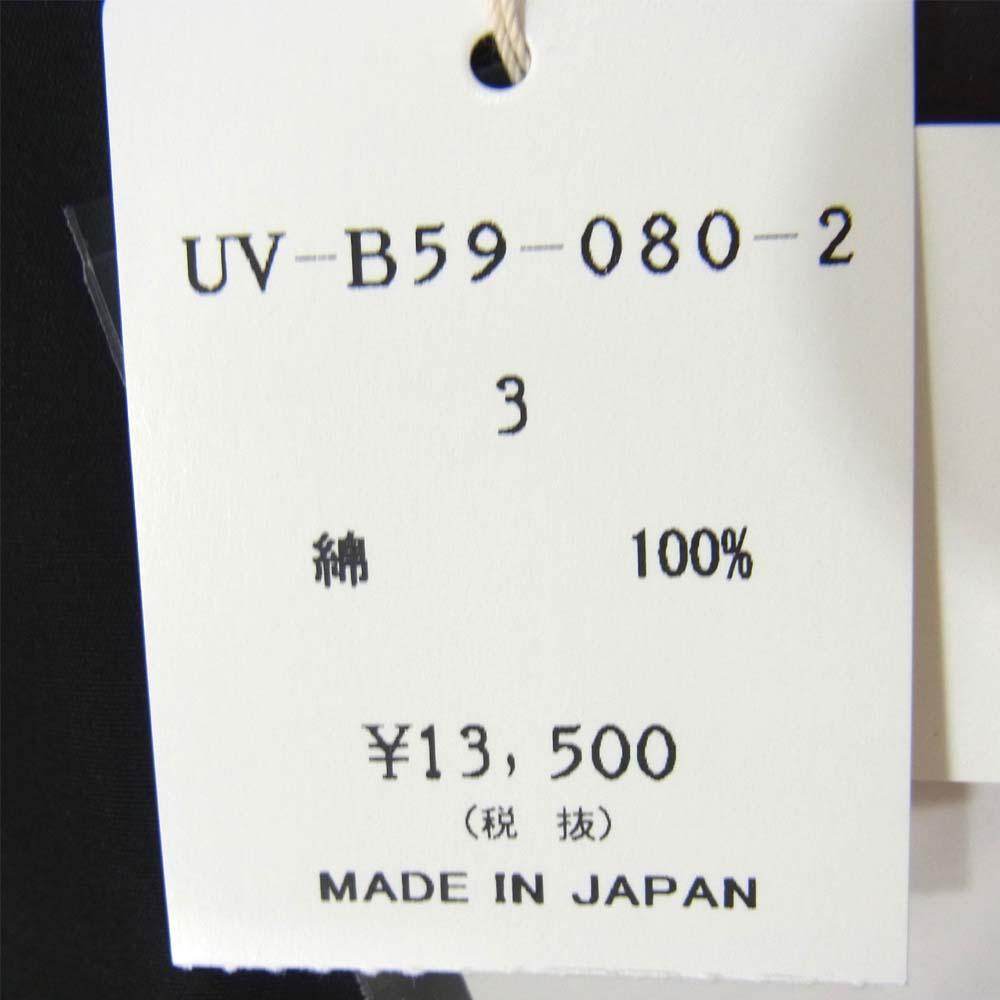 UV-B59-080-2
3
綿 100%
¥13,500
(税 抜)
MADE IN JAPAN